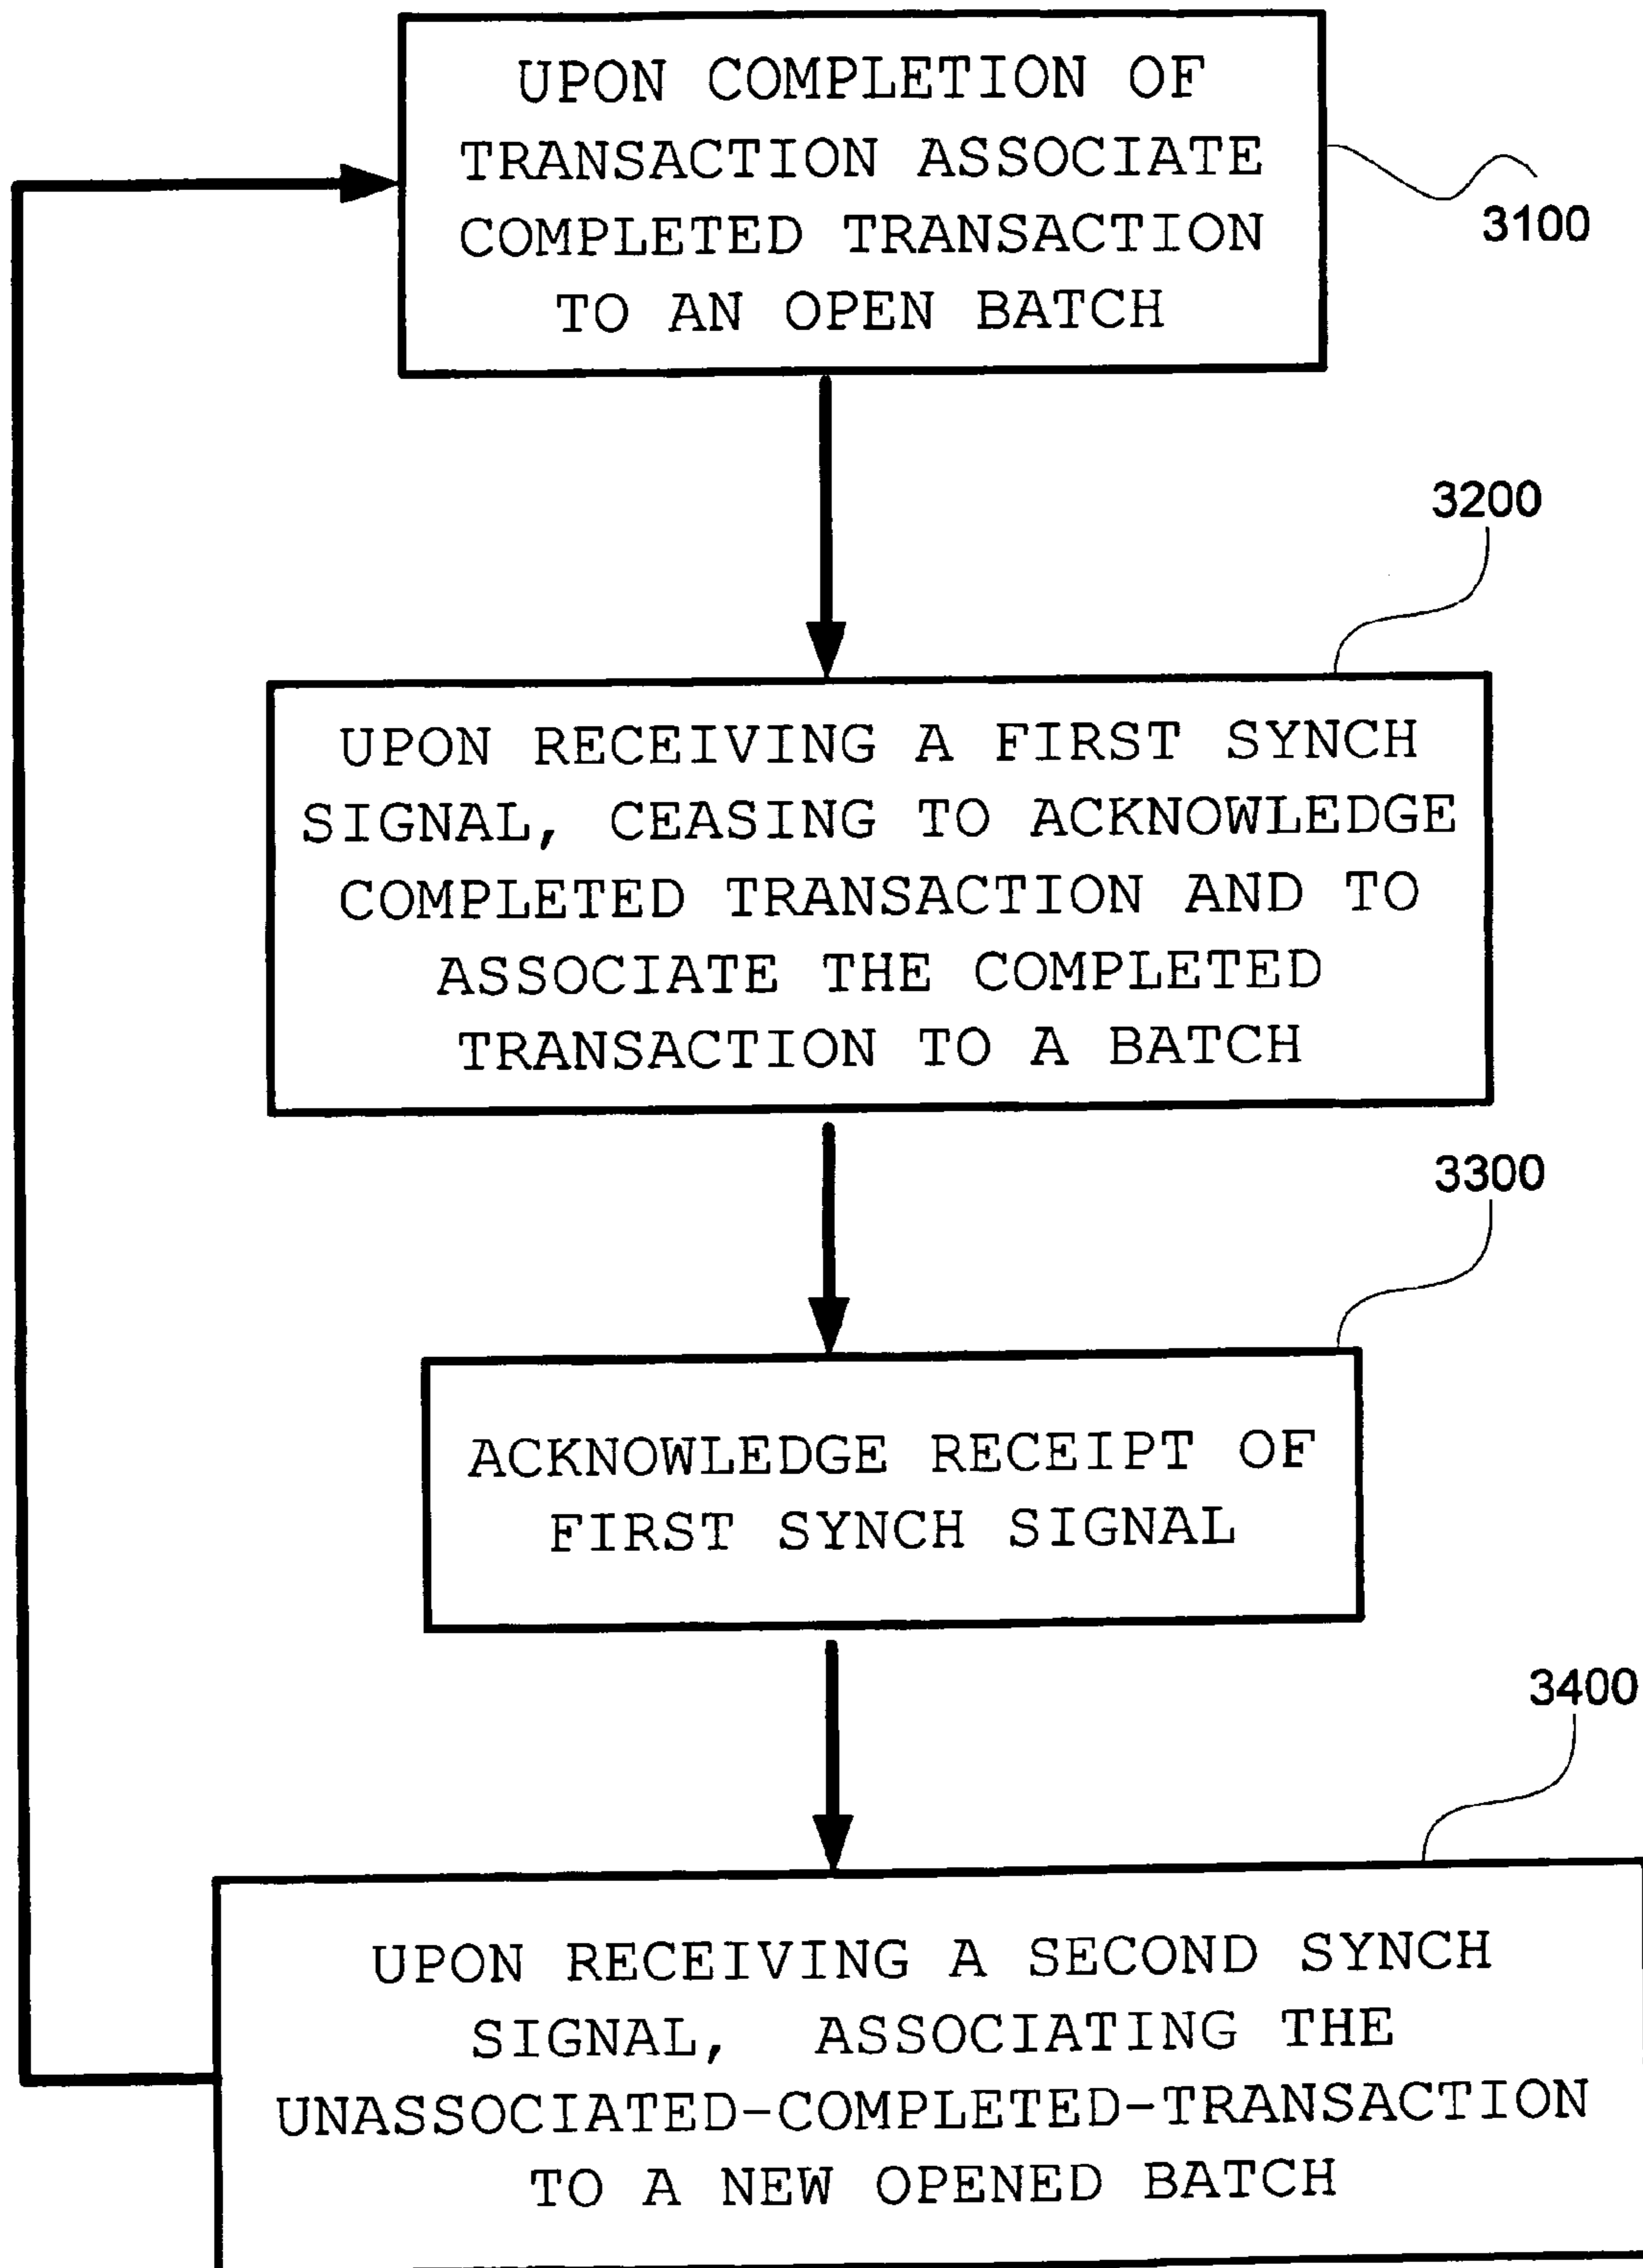 UPON COMPLETION OF
TRANSACTION ASSOCIATE
COMPLETED TRANSACTION
TO AN OPEN BATCH
3100
3200
UPON RECEIVING A FIRST SYNCH
SIGNAL, CEASING TO ACKNOWLEDGE
COMPLETED TRANSACTION AND TO
ASSOCIATE THE COMPLETED
TRANSACTION TO A BATCH
3300
ACKNOWLEDGE RECEIPT OF
FIRST SYNCH SIGNAL
3400
UPON RECEIVING A SECOND SYNCH
SIGNAL, ASSOCIATING THE
UNASSOCIATED-COMPLETED-TRANSACTION
TO A NEW OPENED BATCH